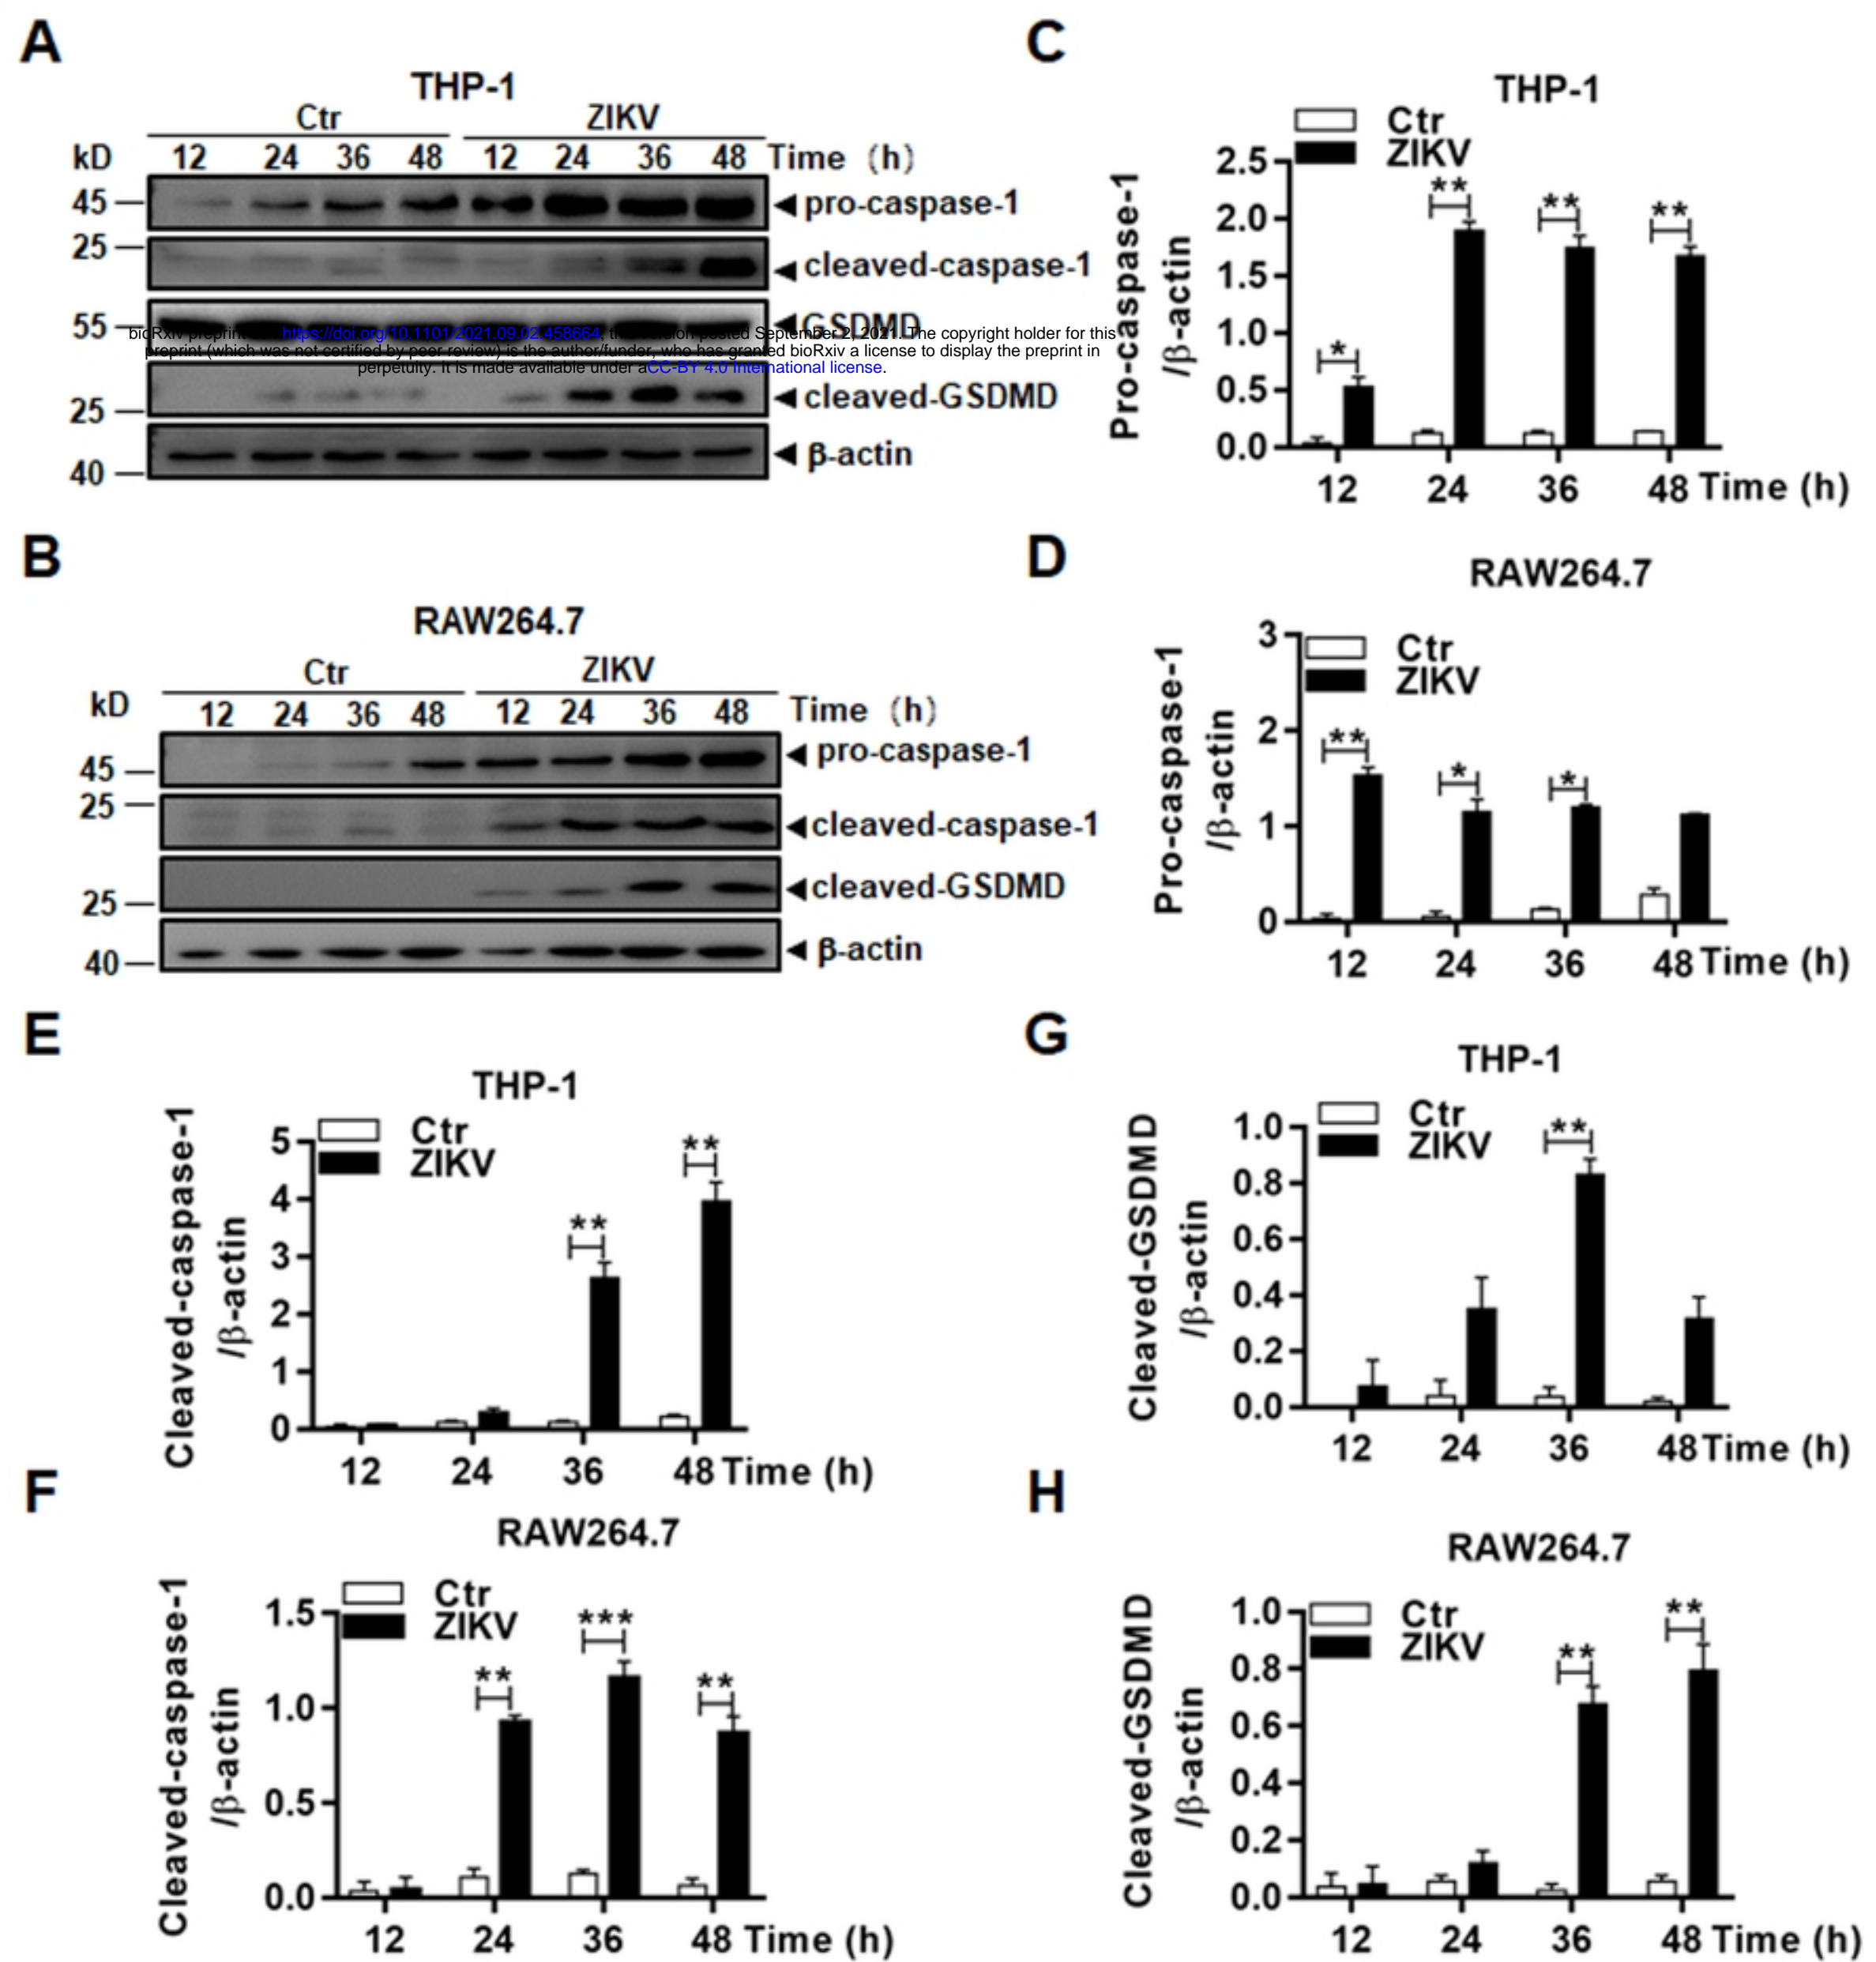 A
THP-1
Ctr ZIKV
kD 12 24 36 48 12 24 36 48 Time (h)
45 pro-caspase-1
25 cleaved-caspase-1
55 GSDMD
bioRxiv preprint https://doi.org/10.1101/2021.09.02.458664; this version posted September 2, 2021. The copyright holder for this
preprint (which was not certified by peer review) is the author/funder, who has granted bioRxiv a license to display the preprint in
perpetuity. It is made available under aCC-BY 4.0 International license.
25 cleaved-GSDMD
40 β-actin
B
RAW264.7
Ctr ZIKV
kD 12 24 36 48 12 24 36 48 Time (h)
45 pro-caspase-1
25 cleaved-caspase-1
25 cleaved-GSDMD
40 β-actin
C
THP-1
Ctr
ZIKV
Pro-caspase-1
/β-actin
2.5
2.0
1.5
1.0
0.5
0.0
*
**
**
**
12 24 36 48 Time (h)
D
RAW264.7
Ctr
ZIKV
Pro-caspase-1
/β-actin
3
2
1
0
**
*
*
12 24 36 48 Time (h)
E
THP-1
Ctr
ZIKV
Cleaved-caspase-1
/β-actin
5
4
3
2
1
0
**
**
12 24 36 48 Time (h)
G
THP-1
Ctr
ZIKV
Cleaved-GSDMD
/β-actin
1.0
0.8
0.6
0.4
0.2
0.0
**
12 24 36 48 Time (h)
F
RAW264.7
Ctr
ZIKV
Cleaved-caspase-1
/β-actin
1.5
1.0
0.5
0.0
**
***
**
12 24 36 48 Time (h)
H
RAW264.7
Ctr
ZIKV
Cleaved-GSDMD
/β-actin
1.0
0.8
0.6
0.4
0.2
0.0
**
**
12 24 36 48 Time (h)